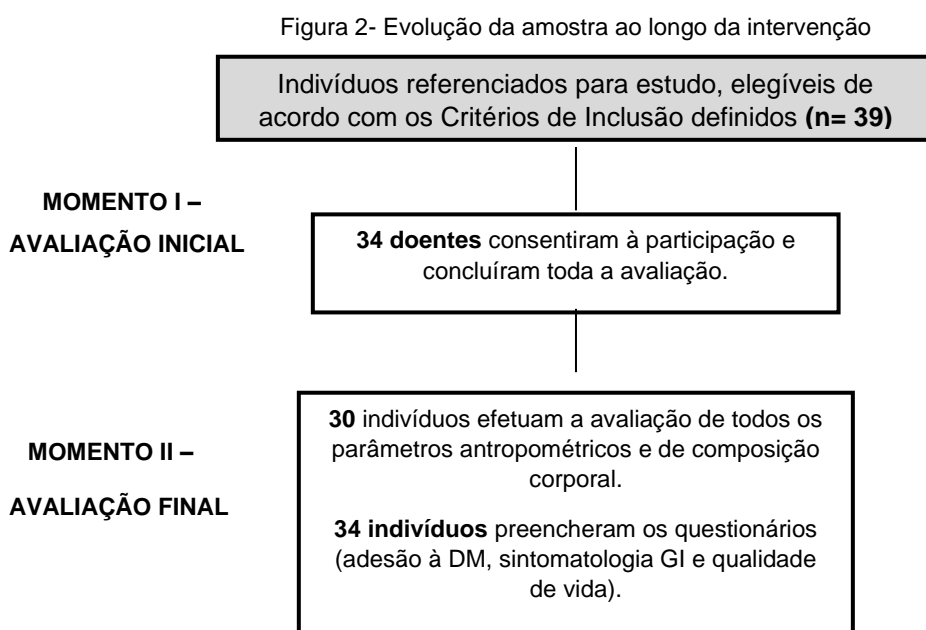 Figura 2- Evolução da amostra ao longo da intervenção
Indivíduos referenciados para estudo, elegíveis de
acordo com os Critérios de Inclusão definidos (n= 39)
MOMENTO I –
AVALIAÇÃO INICIAL
34 doentes consentiram à participação e
concluíram toda a avaliação.
MOMENTO II –
AVALIAÇÃO FINAL
30 indivíduos efetuam a avaliação de todos os
parâmetros antropométricos e de composição
corporal.
34 indivíduos preencheram os questionários
(adesão à DM, sintomatologia GI e qualidade
de vida).